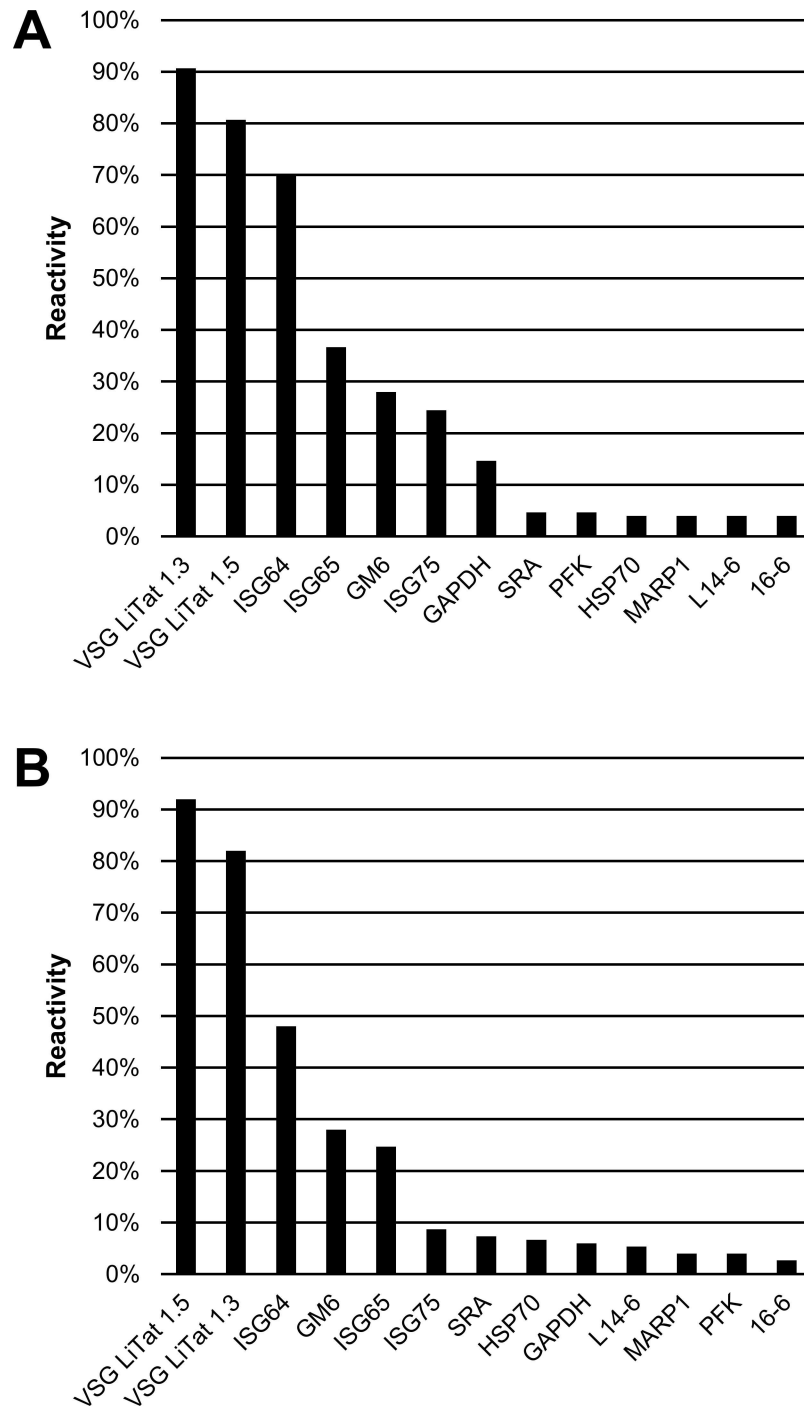 A
100%
90%
80%
70%
60%
50%
40%
30%
20%
10%
0%
Reactivity
VSG LiTat 1.3
VSG LiTat 1.5
ISG64
ISG65
GM6
ISG75
GAPDH
SRA
PFK
HSP70
MARP1
L14-6
16-6
B
100%
90%
80%
70%
60%
50%
40%
30%
20%
10%
0%
Reactivity
VSG LiTat 1.5
VSG LiTat 1.3
ISG64
GM6
ISG65
ISG75
SRA
HSP70
GAPDH
L14-6
MARP1
PFK
16-6